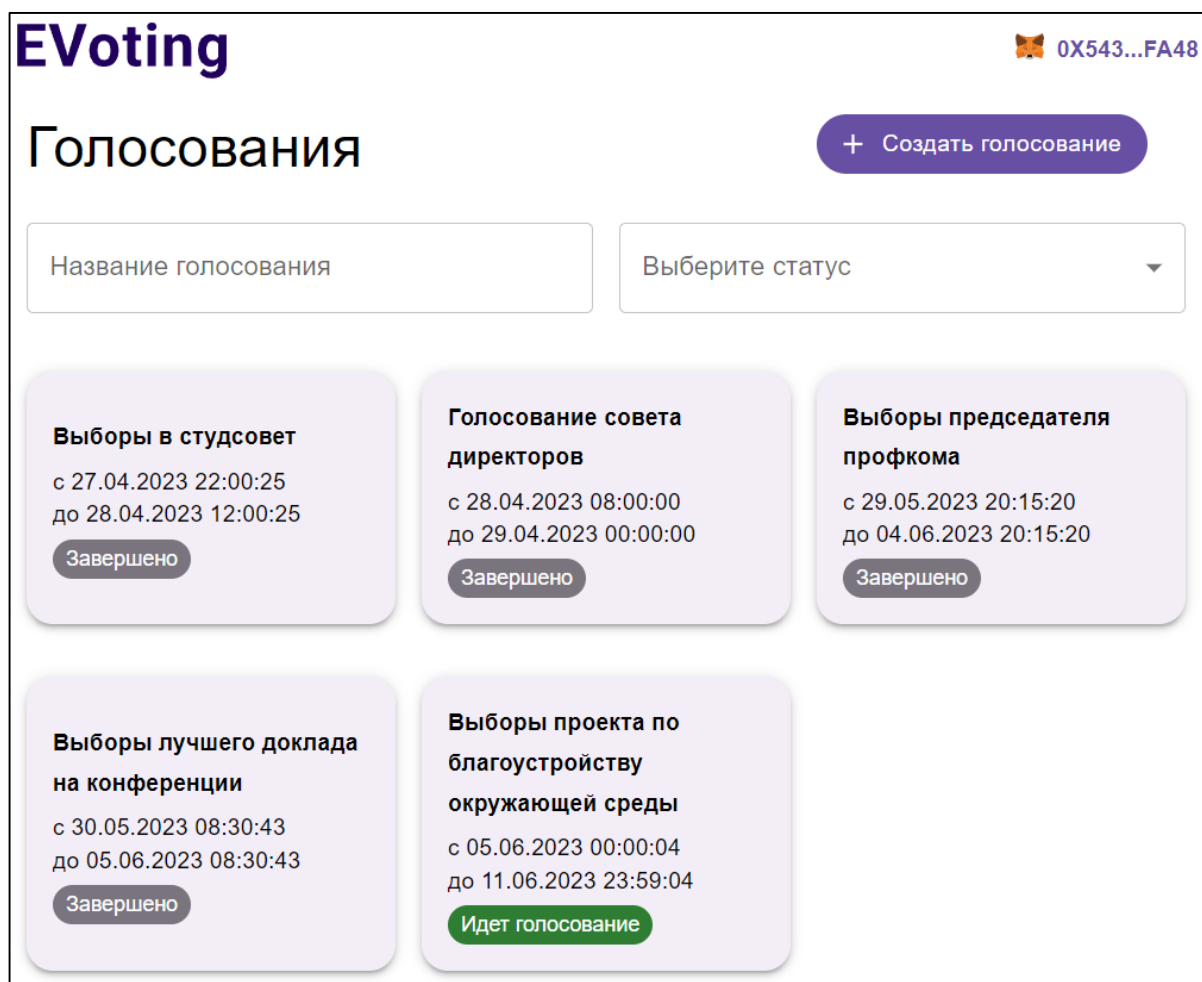 EVoting
0X543...FA48
Голосования
+ Создать голосование
Название голосования
Выберите статус
Выборы в студсовет
с 27.04.2023 22:00:25
до 28.04.2023 12:00:25
Завершено
Голосование совета
директоров
с 28.04.2023 08:00:00
до 29.04.2023 00:00:00
Завершено
Выборы председателя
профкома
с 29.05.2023 20:15:20
до 04.06.2023 20:15:20
Завершено
Выборы лучшего доклада
на конференции
с 30.05.2023 08:30:43
до 05.06.2023 08:30:43
Завершено
Выборы проекта по
благоустройству
окружающей среды
с 05.06.2023 00:00:04
до 11.06.2023 23:59:04
Идет голосование